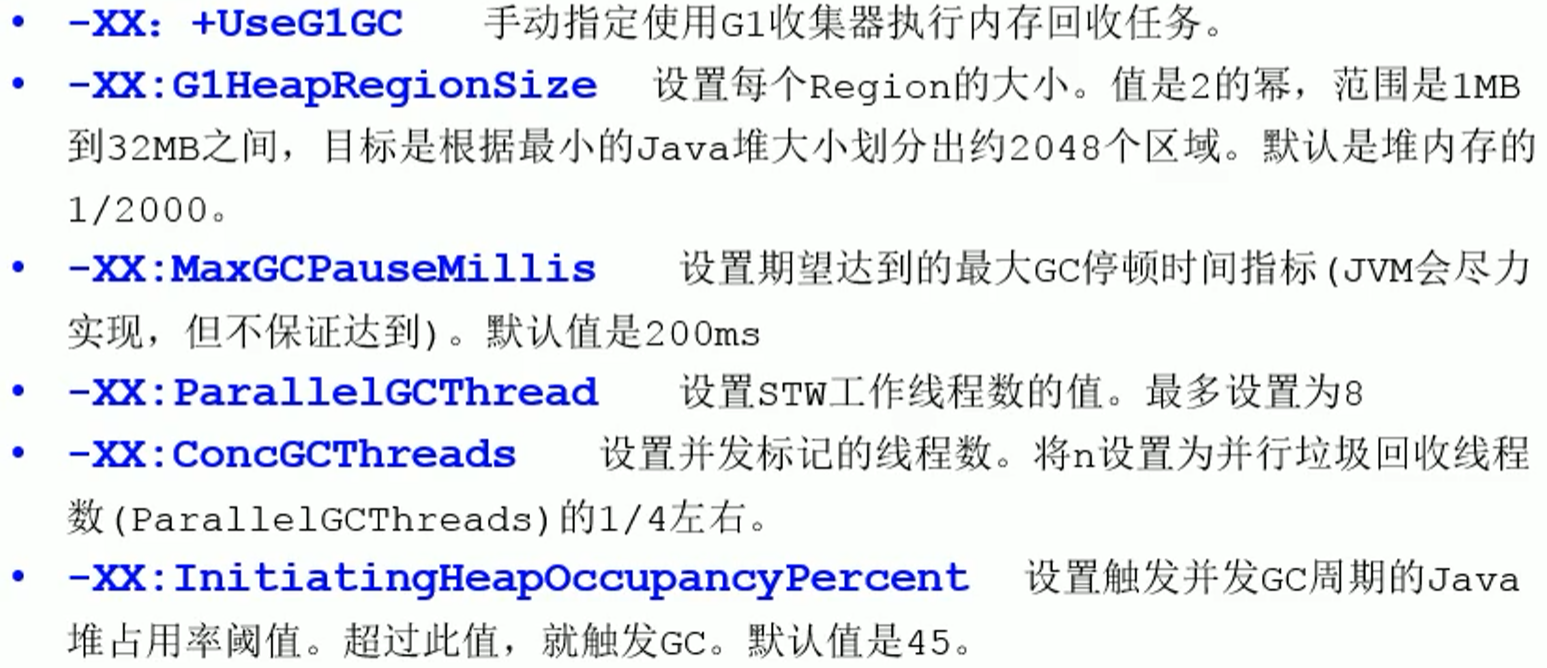 • -XX：+UseG1GC 手动指定使用G1收集器执行内存回收任务。
• -XX:G1HeapRegionSize 设置每个Region的大小。值是2的幂，范围是1MB
到32MB之间，目标是根据最小的Java堆大小划分出约2048个区域。默认是堆内存的
1/2000。
• -XX:MaxGCPauseMillis 设置期望达到的最大GC停顿时间指标(JVM会尽力
实现，但不保证达到)。默认值是200ms
• -XX:ParallelGCThread 设置STW工作线程数的值。最多设置为8
• -XX:ConcGCThreads 设置并发标记的线程数。将n设置为并行垃圾回收线程
数(ParallelGCThreads)的1/4左右。
• -XX:InitiatingHeapOccupancyPercent 设置触发并发GC周期的Java
堆占用率阈值。超过此值，就触发GC。默认值是45。